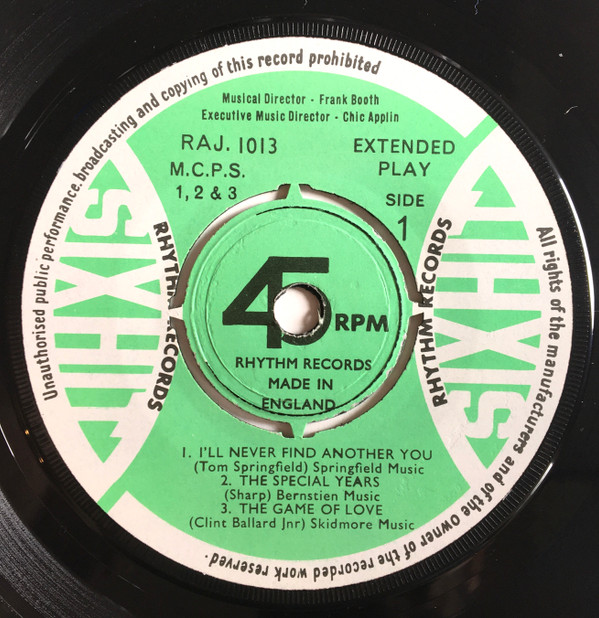 Unauthorised public performance, broadcasting and copying of this record prohibited
Musical Director - Frank Booth
Executive Music Director - Chic Applin
RAJ. 1013
M.C.P.S.
1, 2 & 3
EXTENDED
PLAY
SIDE
1
RHYTHM RECORDS
RHYTHM RECORDS
45 RPM
RHYTHM RECORDS
MADE IN
ENGLAND
1. I'LL NEVER FIND ANOTHER YOU
(Tom Springfield) Springfield Music
2. THE SPECIAL YEARS
(Sharp) Bernstien Music
3. THE GAME OF LOVE
(Clint Ballard Jnr) Skidmore Music
All rights of the manufacturers and of the owner of the recorded work reserved.